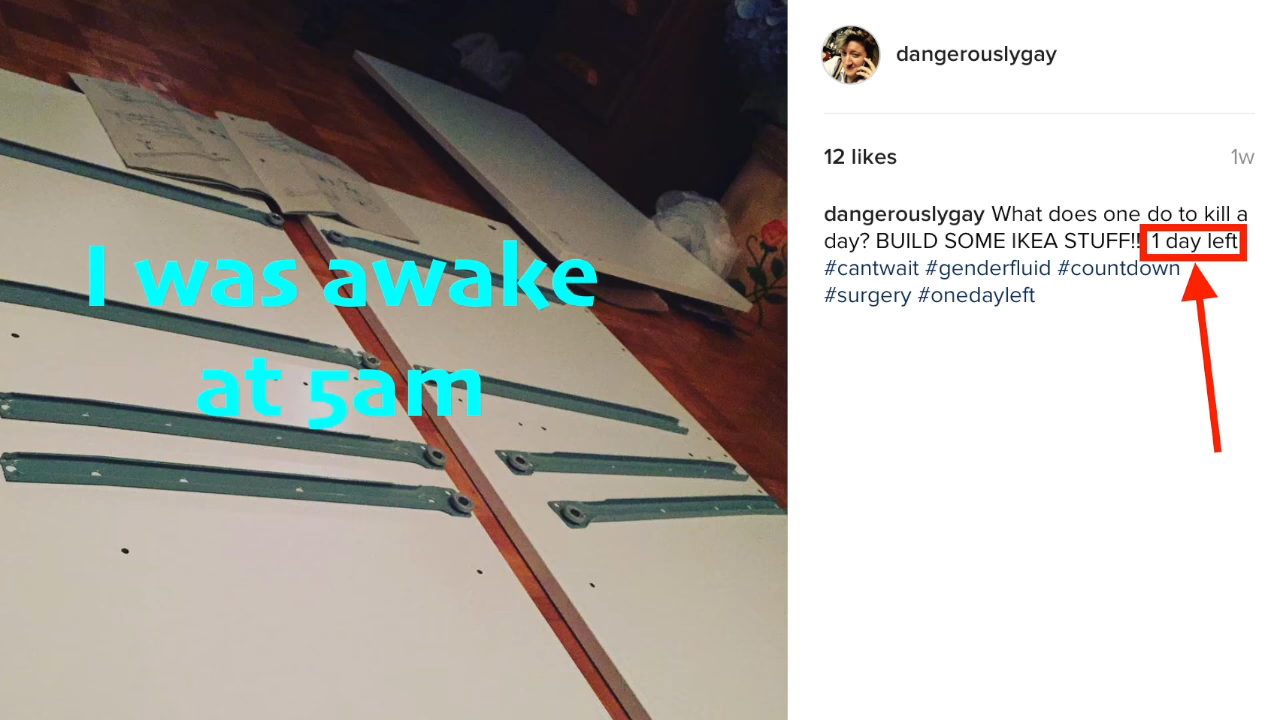 I was awake
at 5am
dangerouslygay
12 likes
1w
dangerouslygay What does one do to kill a
day? BUILD SOME IKEA STUFF!! 1 day left
#cantwait #genderfluid #countdown
#surgery #onedayleft